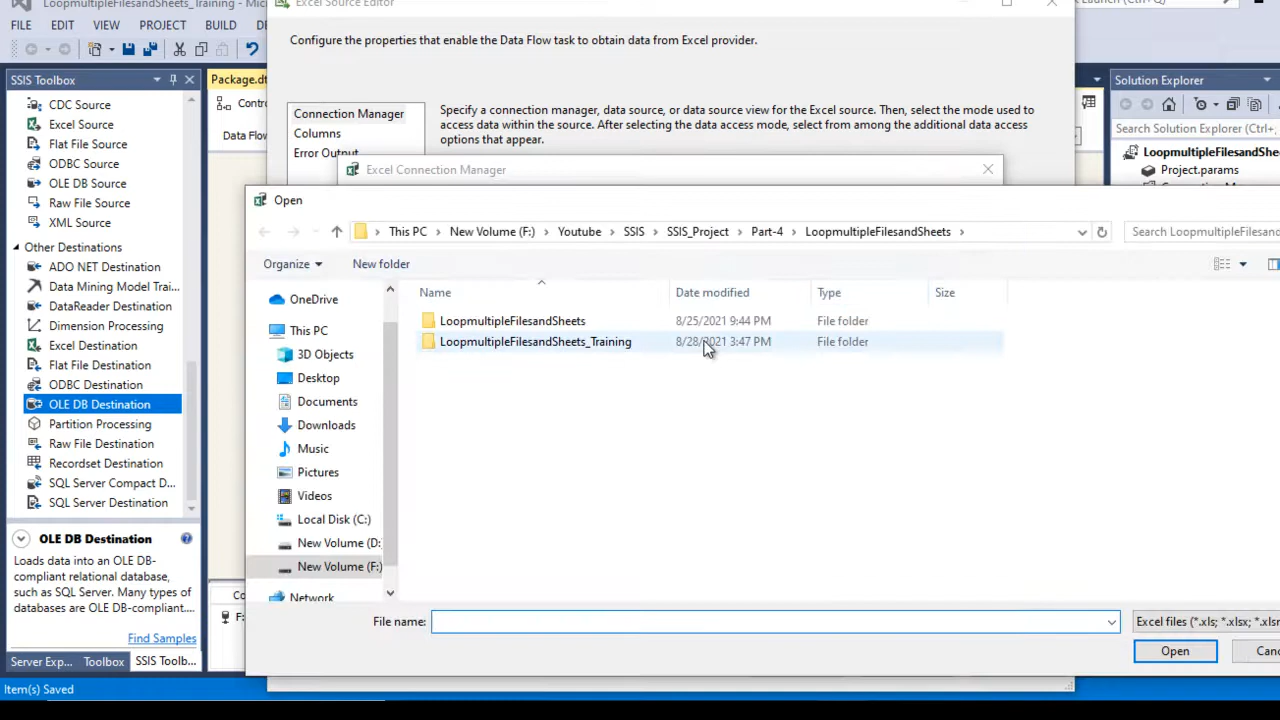 LoopmultipleFilesandSheets_Training - Mic
FILE EDIT VIEW PROJECT BUILD
SSIS Toolbox
CDC Source
Excel Source
Flat File Source
ODBC Source
OLE DB Source
Raw File Source
XML Source
Other Destinations
ADO NET Destination
Data Mining Model Trai...
DataReader Destination
Dimension Processing
Excel Destination
Flat File Destination
ODBC Destination
OLE DB Destination
Partition Processing
Raw File Destination
Recordset Destination
SQL Server Compact D...
SQL Server Destination
OLE DB Destination
Loads data into an OLE DB-
compliant relational database,
such as SQL Server. Many types of
databases are OLE DB-compliant....
Find Samples
Server Exp... Toolbox SSIS Toolb...
Item(s) Saved
Package.dt
Contro
Data Flow
Co
F:
Excel Source Editor
Configure the properties that enable the Data Flow task to obtain data from Excel provider.
Connection Manager
Columns
Error Output
Specify a connection manager, data source, or data source view for the Excel source. Then, select the mode used to
access data within the source. After selecting the data access mode, select from among the additional data access
options that appear.
Excel Connection Manager
Open
This PC > New Volume (F:) > Youtube > SSIS > SSIS_Project > Part-4 > LoopmultipleFilesandSheets >
Search LoopmultipleFilesand
Organize New folder
OneDrive
This PC
3D Objects
Desktop
Documents
Downloads
Music
Pictures
Videos
Local Disk (C:)
New Volume (D:
New Volume (F:)
Network
Name Date modified Type Size
LoopmultipleFilesandSheets 8/25/2021 9:44 PM File folder
LoopmultipleFilesandSheets_Training 8/28/2021 3:47 PM File folder
File name:
Excel files (*.xls; *.xlsx; *.xlsn
Open Canc
Launch (Ctrl+Q)
Solution Explorer
Search Solution Explorer (Ctrl+;
LoopmultipleFilesandShee
Project.params